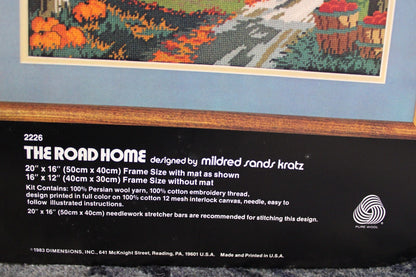 2226
THE ROAD HOME designed by mildred sands kratz
20" x 16" (50cm x 40cm) Frame Size with mat as shown
16" x 12" (40cm x 30cm) Frame Size without mat
Kit Contains: 100% Persian wool yarn, 100% cotton embroidery thread,
design printed in full color on 100% cotton 12 mesh interlock canvas, needle, easy to
follow illustrated instructions.
20" x 16" (50cm x 40cm) needlework stretcher bars are recommended for stitching this design.
PURE WOOL
©1983 DIMENSIONS, INC., 641 McKnight Street, Reading, PA, 19601 U.S.A. Made and Printed in U.S.A.